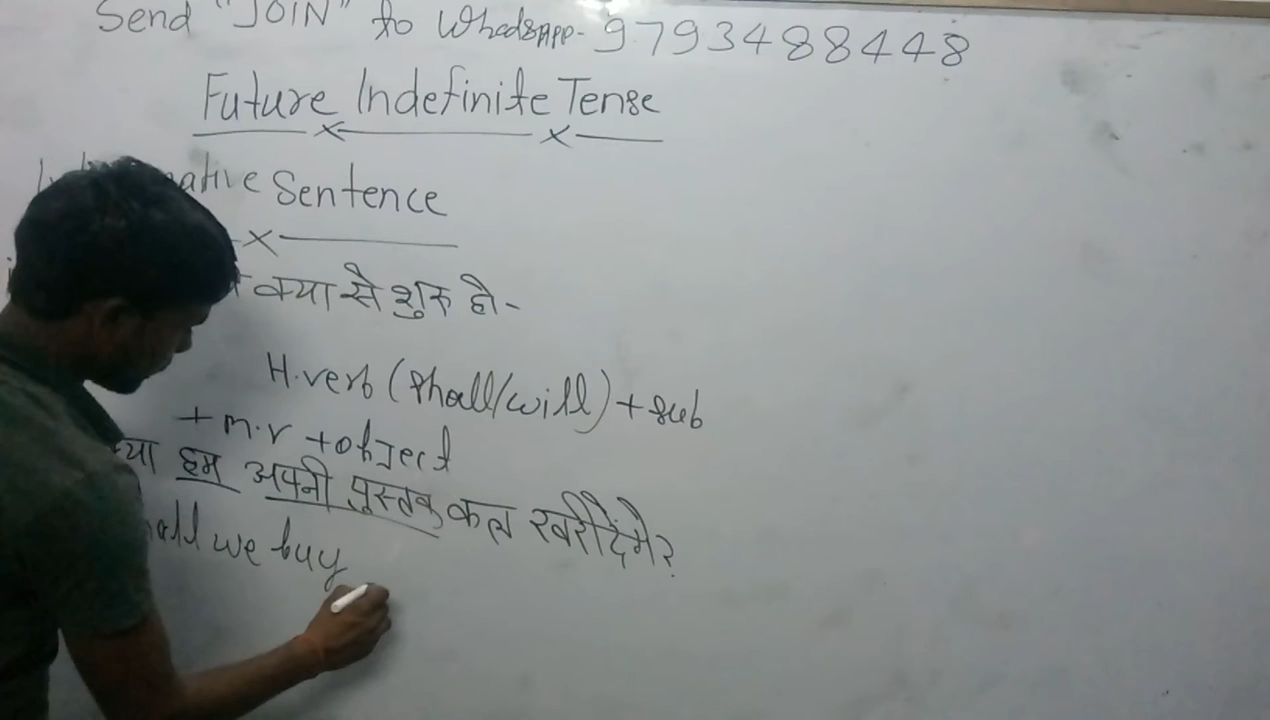 Send "JOIN" to WhatsApp- 9793488448
Future Indefinite Tense
ative Sentence
क्या से शुरु हो-
H.verb (Shall/will) + sub
+ m.v + object
क्या हम अपनी पुस्तक कल खरीदेंगे?
hall we buy